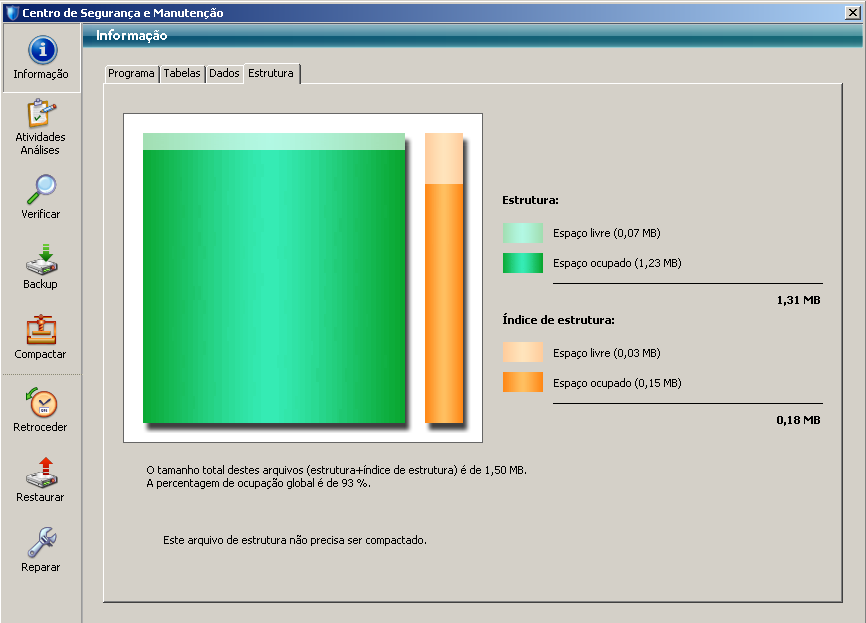 Centro de Segurança e Manutenção
Informação
Informação
Atividades
Análises
Verificar
Backup
Compactar
Retroceder
Restaurar
Reparar
Programa Tabelas Dados Estrutura
Estrutura:
Espaço livre (0,07 MB)
Espaço ocupado (1,23 MB)
1,31 MB
Índice de estrutura:
Espaço livre (0,03 MB)
Espaço ocupado (0,15 MB)
0,18 MB
O tamanho total destes arquivos (estrutura+índice de estrutura) é de 1,50 MB.
A percentagem de ocupação global é de 93 %.
Este arquivo de estrutura não precisa ser compactado.